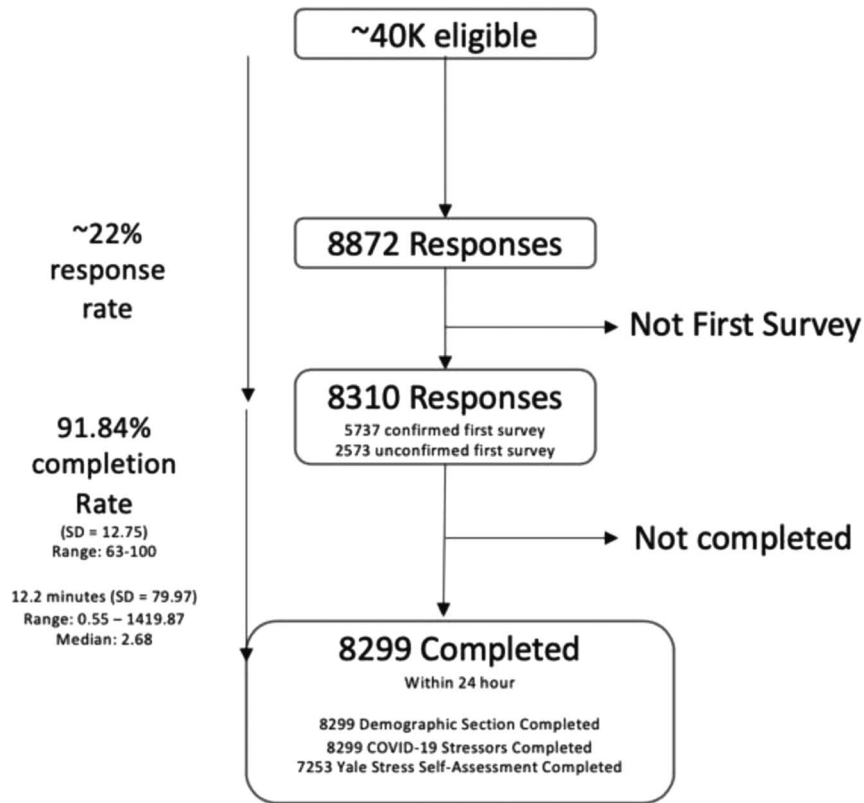 ~40K eligible
~22%
response
rate
8872 Responses
Not First Survey
8310 Responses
5737 confirmed first survey
2573 unconfirmed first survey
91.84%
completion
Rate
(SD = 12.75)
Range: 63-100
12.2 minutes (SD = 79.97)
Range: 0.55 – 1419.87
Median: 2.68
Not completed
8299 Completed
Within 24 hour
8299 Demographic Section Completed
8299 COVID-19 Stressors Completed
7253 Yale Stress Self-Assessment Completed